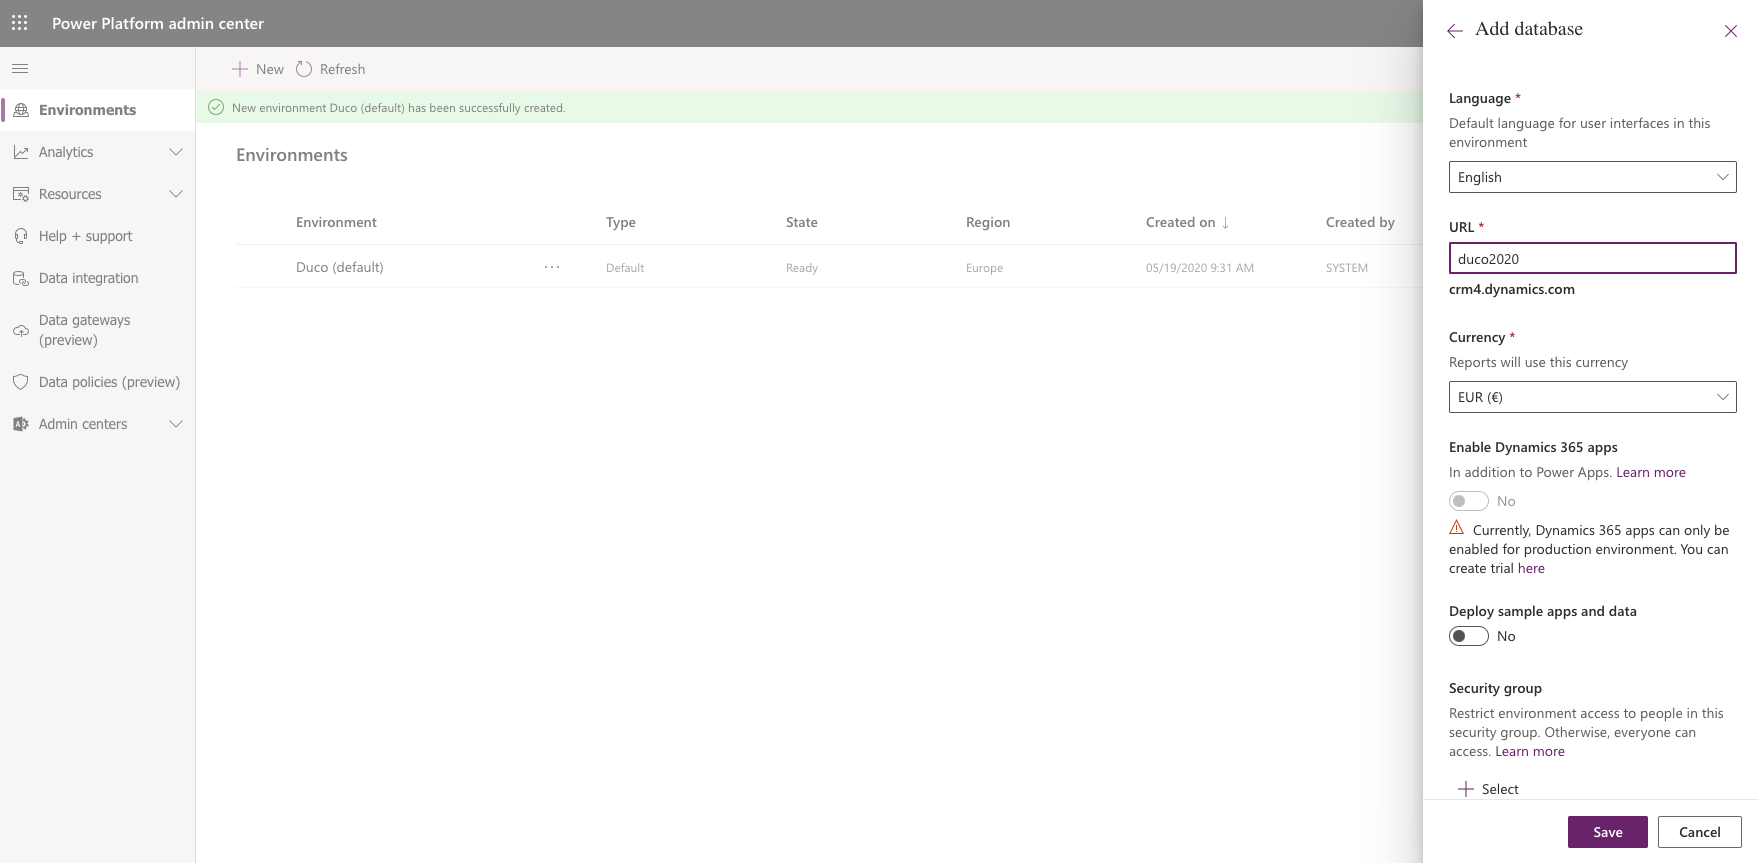 Power Platform admin center
Environments
Analytics
Resources
Help + support
Data integration
Data gateways
(preview)
Data policies (preview)
Admin centers
New
Refresh
New environment Duco (default) has been successfully created.
Environments
Environment Type State Region Created on ↓ Created by
Duco (default) ··· Default Ready Europe 05/19/2020 9:31 AM SYSTEM
Add database
Language *
Default language for user interfaces in this
environment
English
URL *
duco2020
crm4.dynamics.com
Currency *
Reports will use this currency
EUR (€)
Enable Dynamics 365 apps
In addition to Power Apps. Learn more
No
Currently, Dynamics 365 apps can only be
enabled for production environment. You can
create trial here
Deploy sample apps and data
No
Security group
Restrict environment access to people in this
security group. Otherwise, everyone can
access. Learn more
Select
Save
Cancel